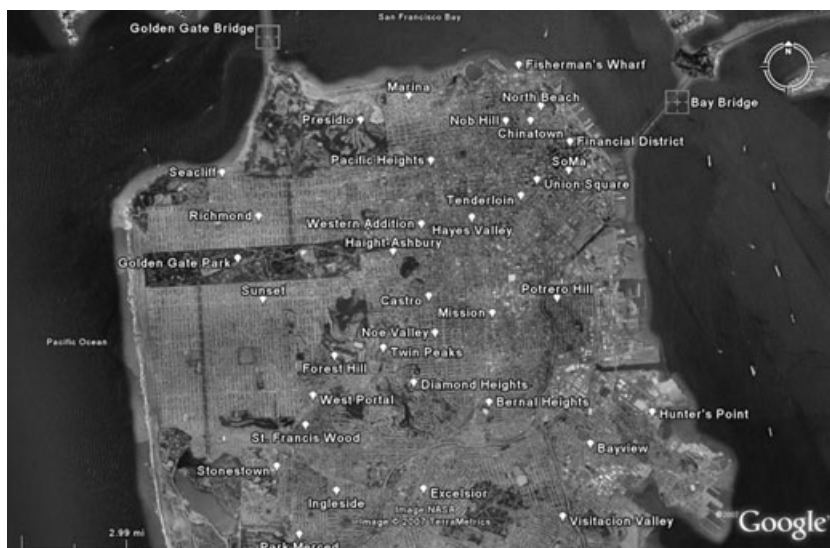 San Francisco Bay
Golden Gate Bridge
Fisherman's Wharf
Marina
North Beach
Bay Bridge
Presidio
Nob Hill
Chinatown
Financial District
Pacific Heights
SoMa
Seacliff
Union Square
Tenderloin
Richmond
Western Addition
Hayes Valley
Haight-Ashbury
Golden Gate Park
Sunset
Castro
Potrero Hill
Mission
Noe Valley
Pacific Ocean
Twin Peaks
Forest Hill
Diamond Heights
West Portal
Bernal Heights
Hunter's Point
St. Francis Wood
Bayview
Stonestown
Ingleside
Excelsior
Image NASA
Image © 2007 TerraMetrics
Visitacion Valley
©2007 Google
2.99 mi
Park Merced
N